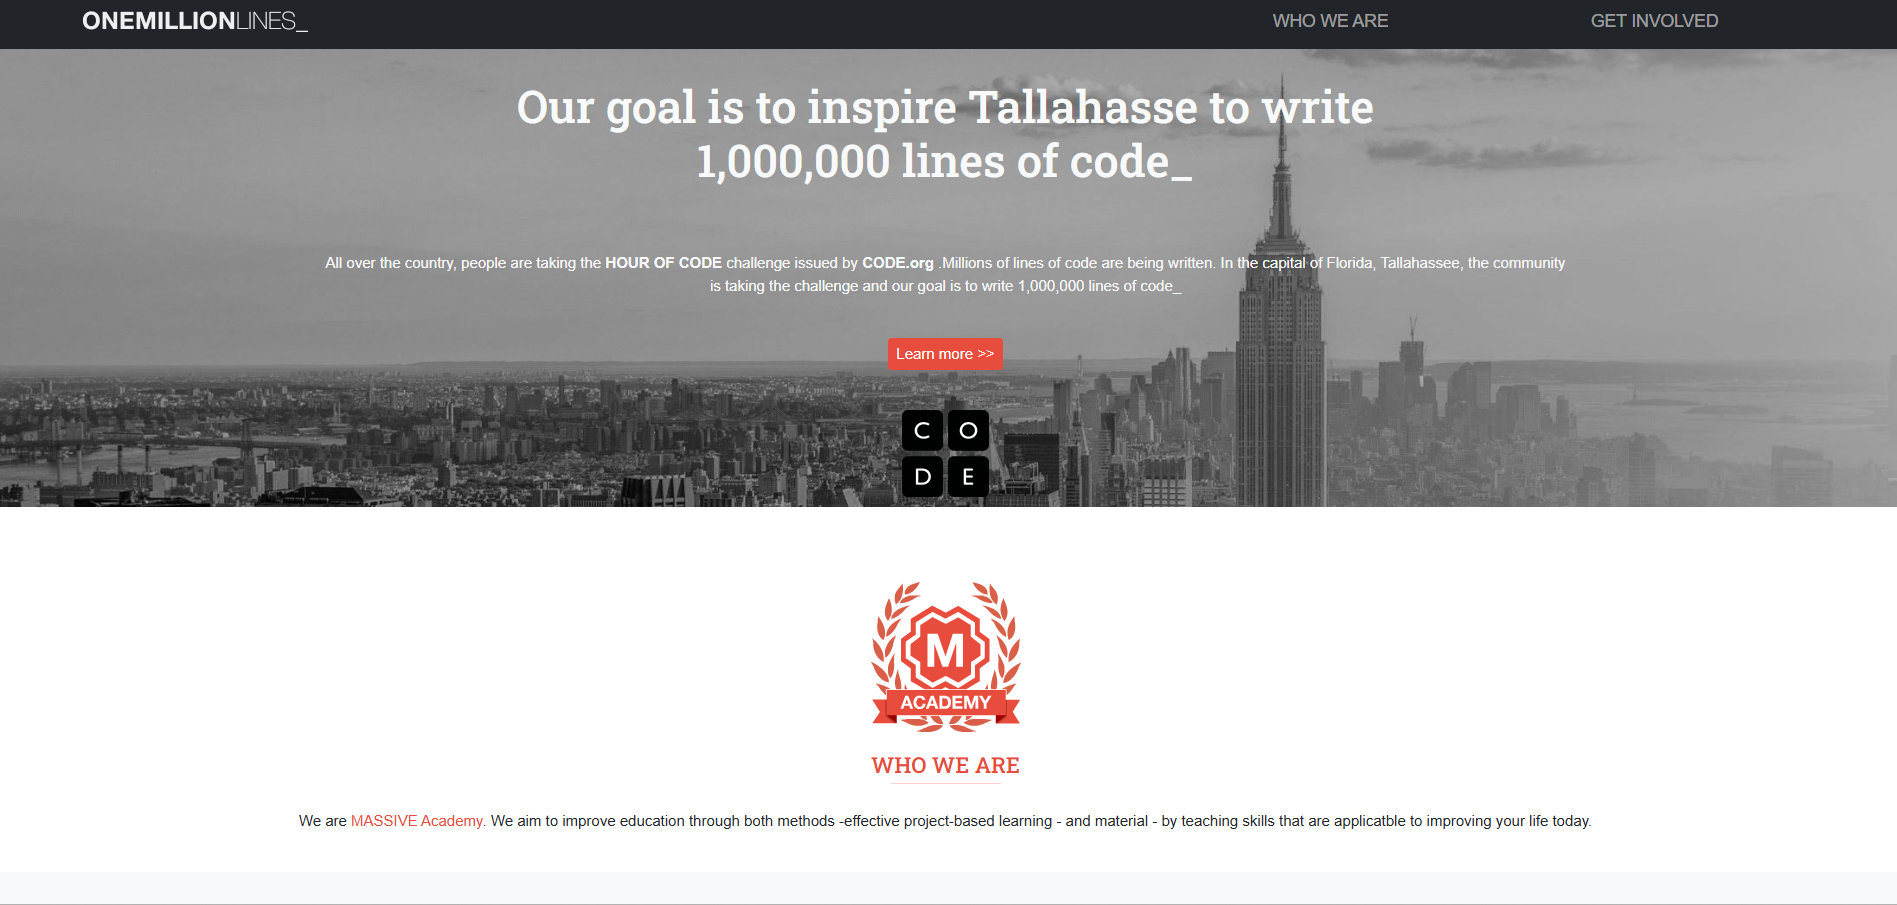 ONEMILLIONLINES_
WHO WE ARE
GET INVOLVED
Our goal is to inspire Tallahasse to write
1,000,000 lines of code_
All over the country, people are taking the HOUR OF CODE challenge issued by CODE.org .Millions of lines of code are being written. In the capital of Florida, Tallahassee, the community
is taking the challenge and our goal is to write 1,000,000 lines of code_
Learn more >>
C O
D E
M
ACADEMY
WHO WE ARE
We are MASSIVE Academy. We aim to improve education through both methods -effective project-based learning - and material - by teaching skills that are applicatble to improving your life today.